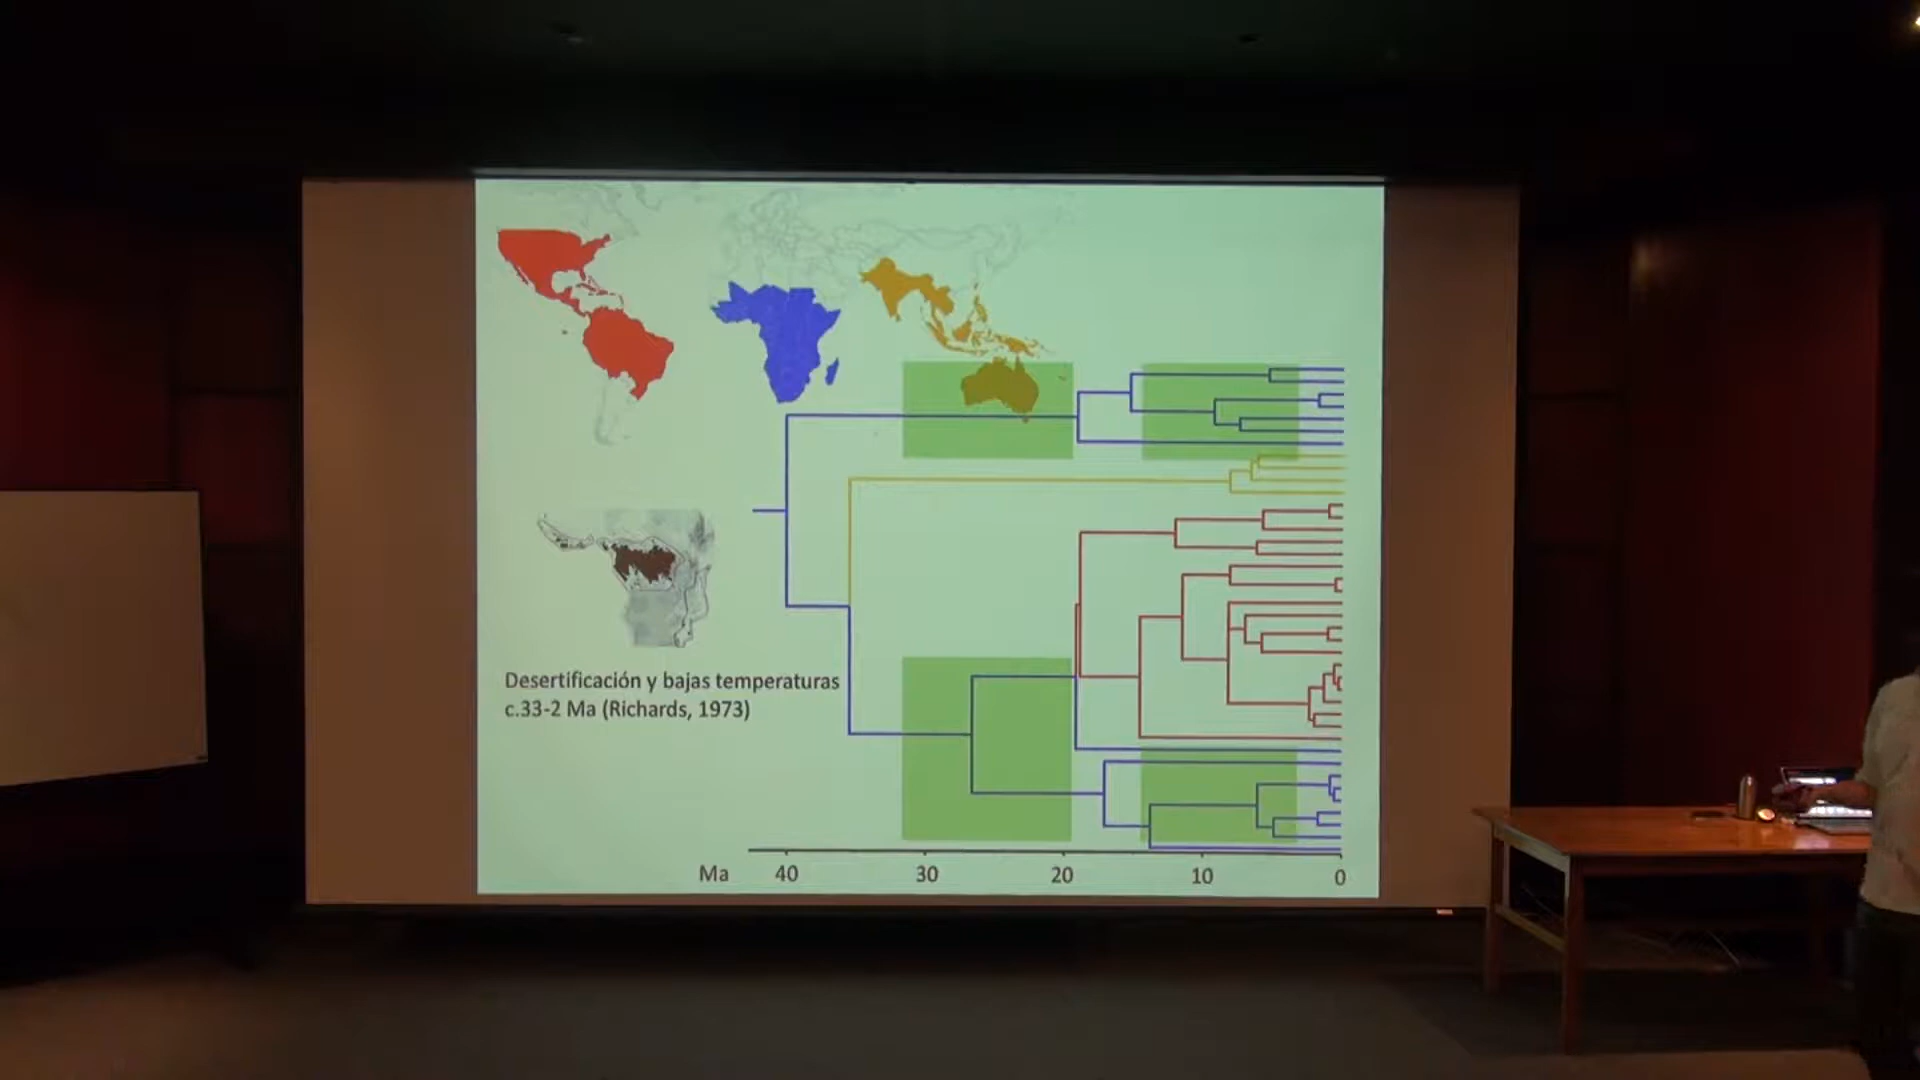 Desertificación y bajas temperaturas
c.33-2 Ma (Richards, 1973)
Ma 40 30 20 10 0